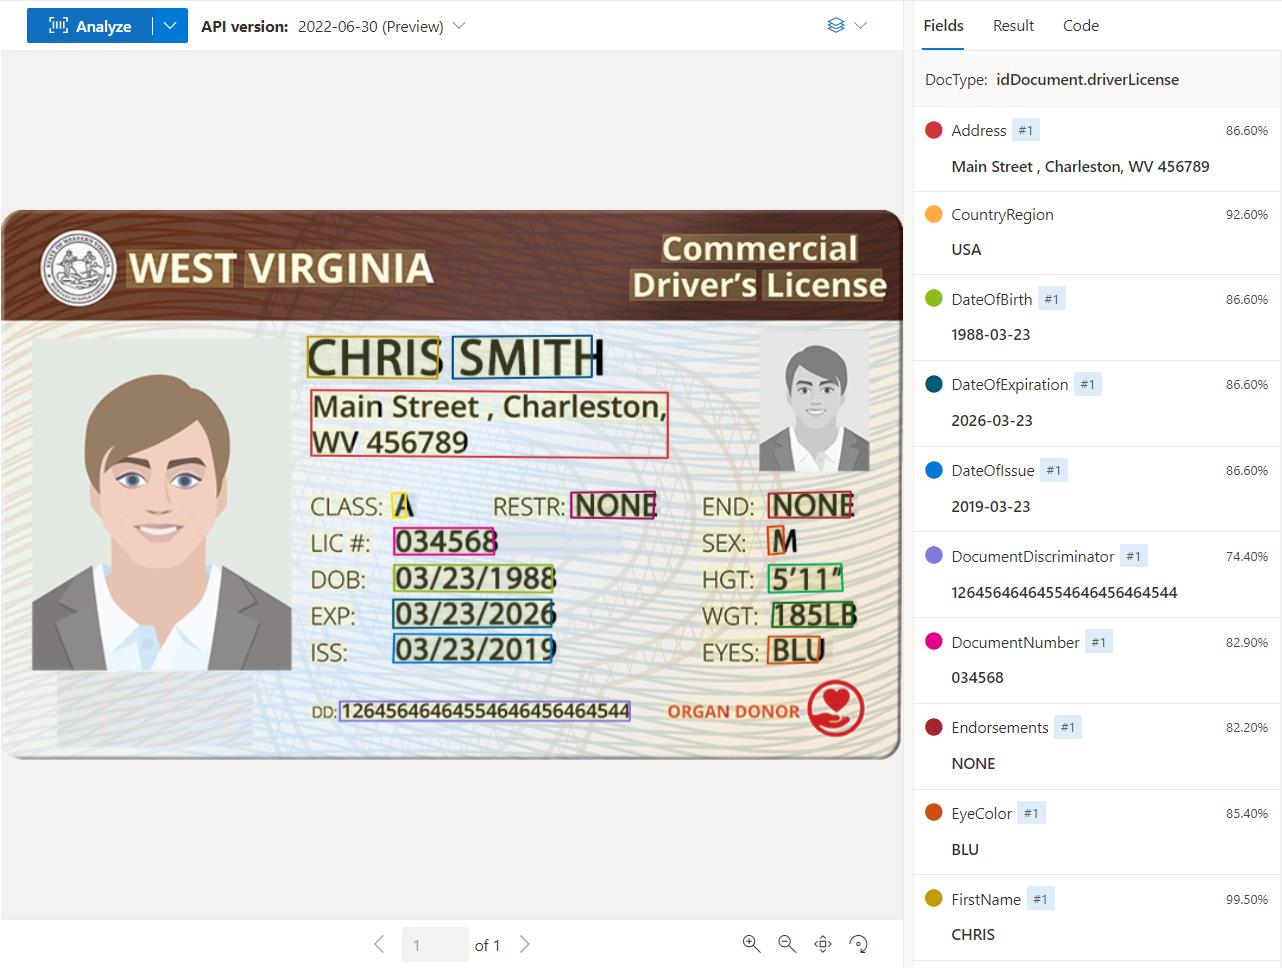 Analyze
API version: 2022-06-30 (Preview)
WEST VIRGINIA
Commercial
Driver's License
CHRIS SMITH
Main Street , Charleston,
WV 456789
CLASS: A RESTR: NONE END: NONE
LIC #: 034568 SEX: M
DOB: 03/23/1988 HGT: 5'11"
EXP: 03/23/2026 WGT: 185LB
ISS: 03/23/2019 EYES: BLU
DD: 12645646464554646456464544 ORGAN DONOR
1 of 1
Fields Result Code
DocType: idDocument.driverLicense
Address #1 86.60%
Main Street , Charleston, WV 456789
CountryRegion 92.60%
USA
DateOfBirth #1 86.60%
1988-03-23
DateOfExpiration #1 86.60%
2026-03-23
DateOfIssue #1 86.60%
2019-03-23
DocumentDiscriminator #1 74.40%
12645646464554646456464544
DocumentNumber #1 82.90%
034568
Endorsements #1 82.20%
NONE
EyeColor #1 85.40%
BLU
FirstName #1 99.50%
CHRIS